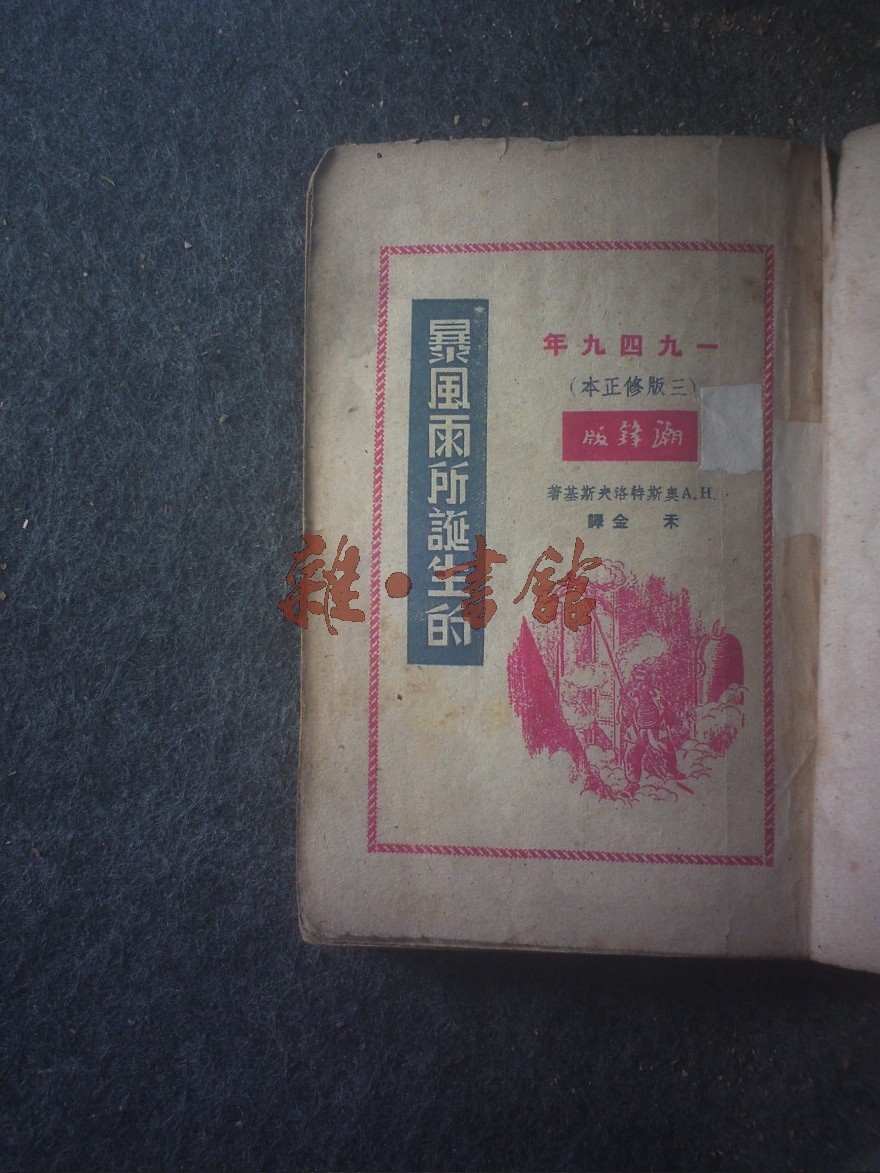 一九四九年
（三版修正本）
潮鋒版
H.A.奧斯特洛夫斯基著
禾金譯
暴風雨所誕生的
雜·書館